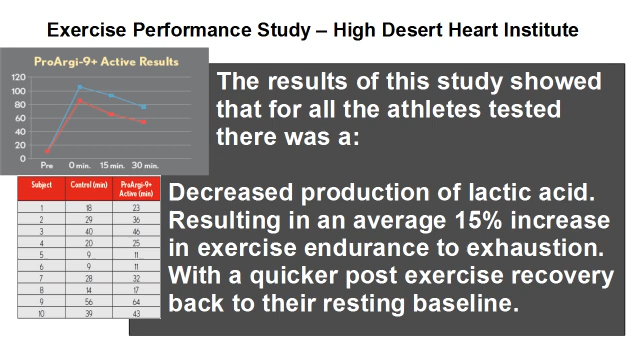 Exercise Performance Study – High Desert Heart Institute
ProArgi-9+ Active Results
120
100
80
60
40
20
0
Pre 0 min. 15 min. 30 min.
The results of this study showed
that for all the athletes tested
there was a:
Subject Control (min) ProArgi-9+
Active (min)
1 18 23
2 29 36
3 40 46
4 20 25
5 9 11
6 9 11
7 28 32
8 14 17
9 56 64
10 39 43
Decreased production of lactic acid.
Resulting in an average 15% increase
in exercise endurance to exhaustion.
With a quicker post exercise recovery
back to their resting baseline.